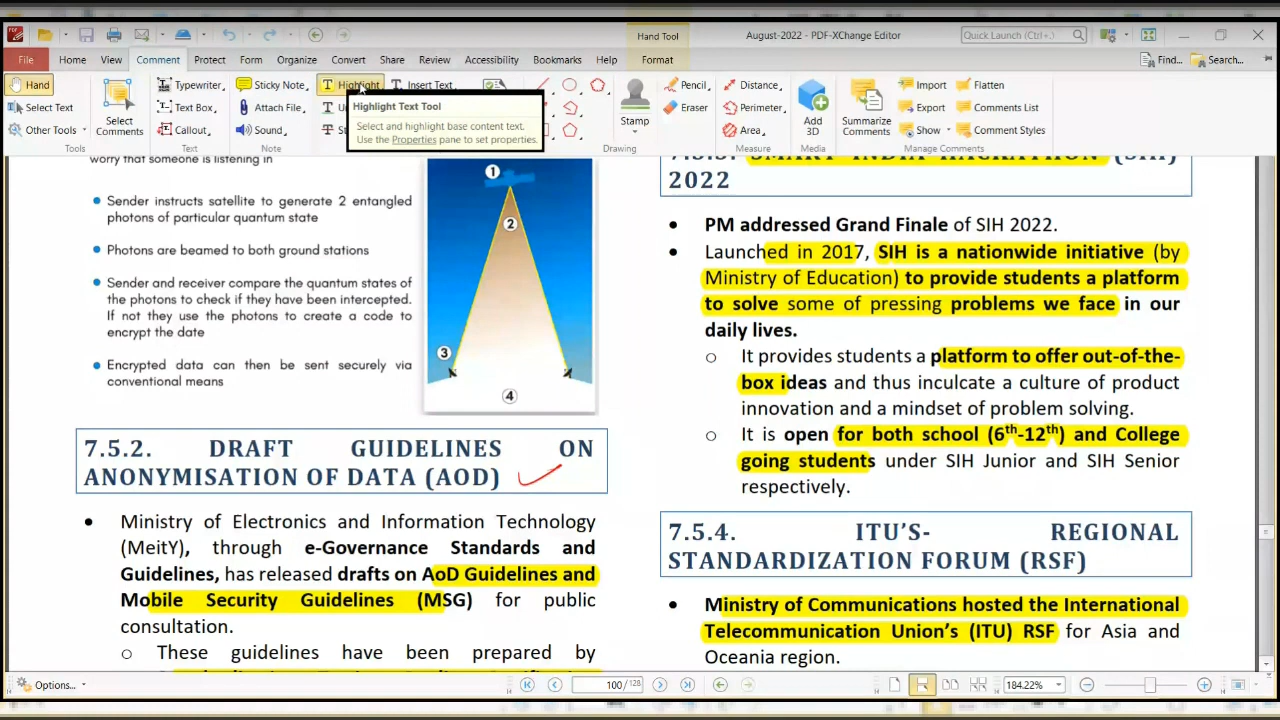 Hand Tool
August-2022 - PDF-XChange Editor
Quick Launch (Ctrl+.)
File
Home
View
Comment
Protect
Form
Organize
Convert
Share
Review
Accessibility
Bookmarks
Help
Format
Find...
Search...
Hand
Select Text
Other Tools
Tools
Select
Comments
Typewriter
Text Box
Callout
Text
Sticky Note
Attach File
Sound
Note
Highlight
Insert Text
Highlight Text Tool
Select and highlight base content text.
Use the Properties pane to set properties.
Stamp
Pencil
Eraser
Drawing
Distance
Perimeter
Area
Measure
Add
3D
Media
Summarize
Comments
Import
Export
Show
Flatten
Comments List
Comment Styles
Manage Comments
worry that someone is listening in
Sender instructs satellite to generate 2 entangled
photons of particular quantum state
Photons are beamed to both ground stations
Sender and receiver compare the quantum states of
the photons to check if they have been intercepted.
If not they use the photons to create a code to
encrypt the date
Encrypted data can then be sent securely via
conventional means
1
2
3
4
7.5.2. DRAFT GUIDELINES ON
ANONYMISATION OF DATA (AOD)
Ministry of Electronics and Information Technology
(MeitY), through e-Governance Standards and
Guidelines, has released drafts on AoD Guidelines and
Mobile Security Guidelines (MSG) for public
consultation.
These guidelines have been prepared by
7.5.3. SMART INDIA HACKATHON (SIH)
2022
PM addressed Grand Finale of SIH 2022.
Launched in 2017, SIH is a nationwide initiative (by
Ministry of Education) to provide students a platform
to solve some of pressing problems we face in our
daily lives.
It provides students a platform to offer out-of-the-
box ideas and thus inculcate a culture of product
innovation and a mindset of problem solving.
It is open for both school (6th-12th) and College
going students under SIH Junior and SIH Senior
respectively.
7.5.4. ITU’S- REGIONAL
STANDARDIZATION FORUM (RSF)
Ministry of Communications hosted the International
Telecommunication Union’s (ITU) RSF for Asia and
Oceania region.
Options...
100 / 128
184.22%